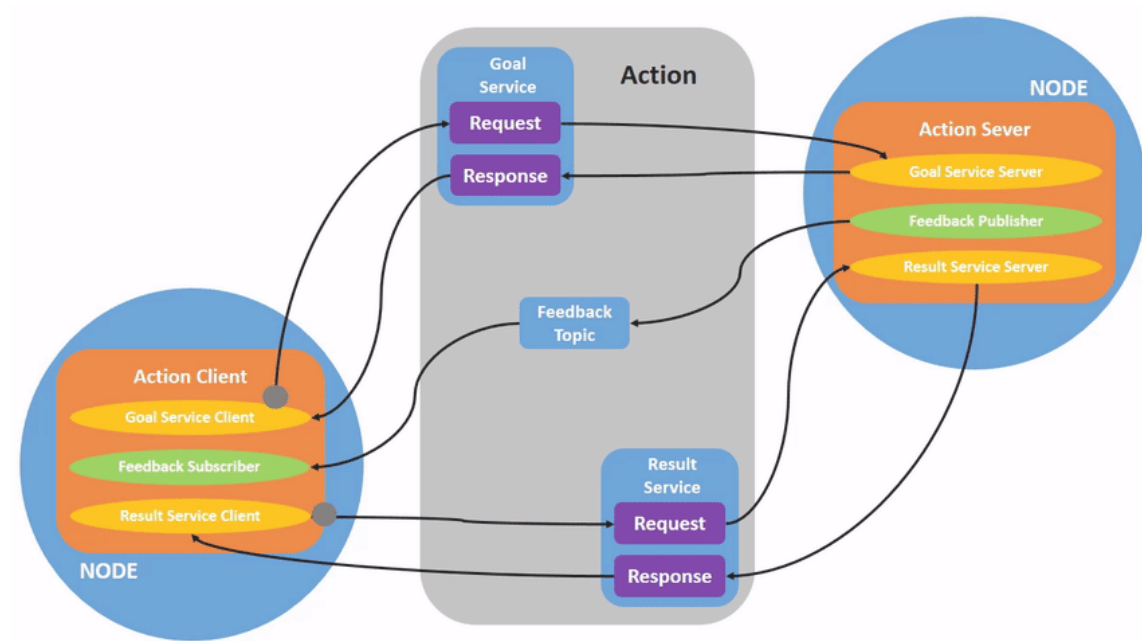 Goal
Service
Request
Response
Action
NODE
Action Sever
Goal Service Server
Feedback Publisher
Result Service Server
Feedback
Topic
Action Client
Goal Service Client
Feedback Subscriber
Result Service Client
NODE
Result
Service
Request
Response